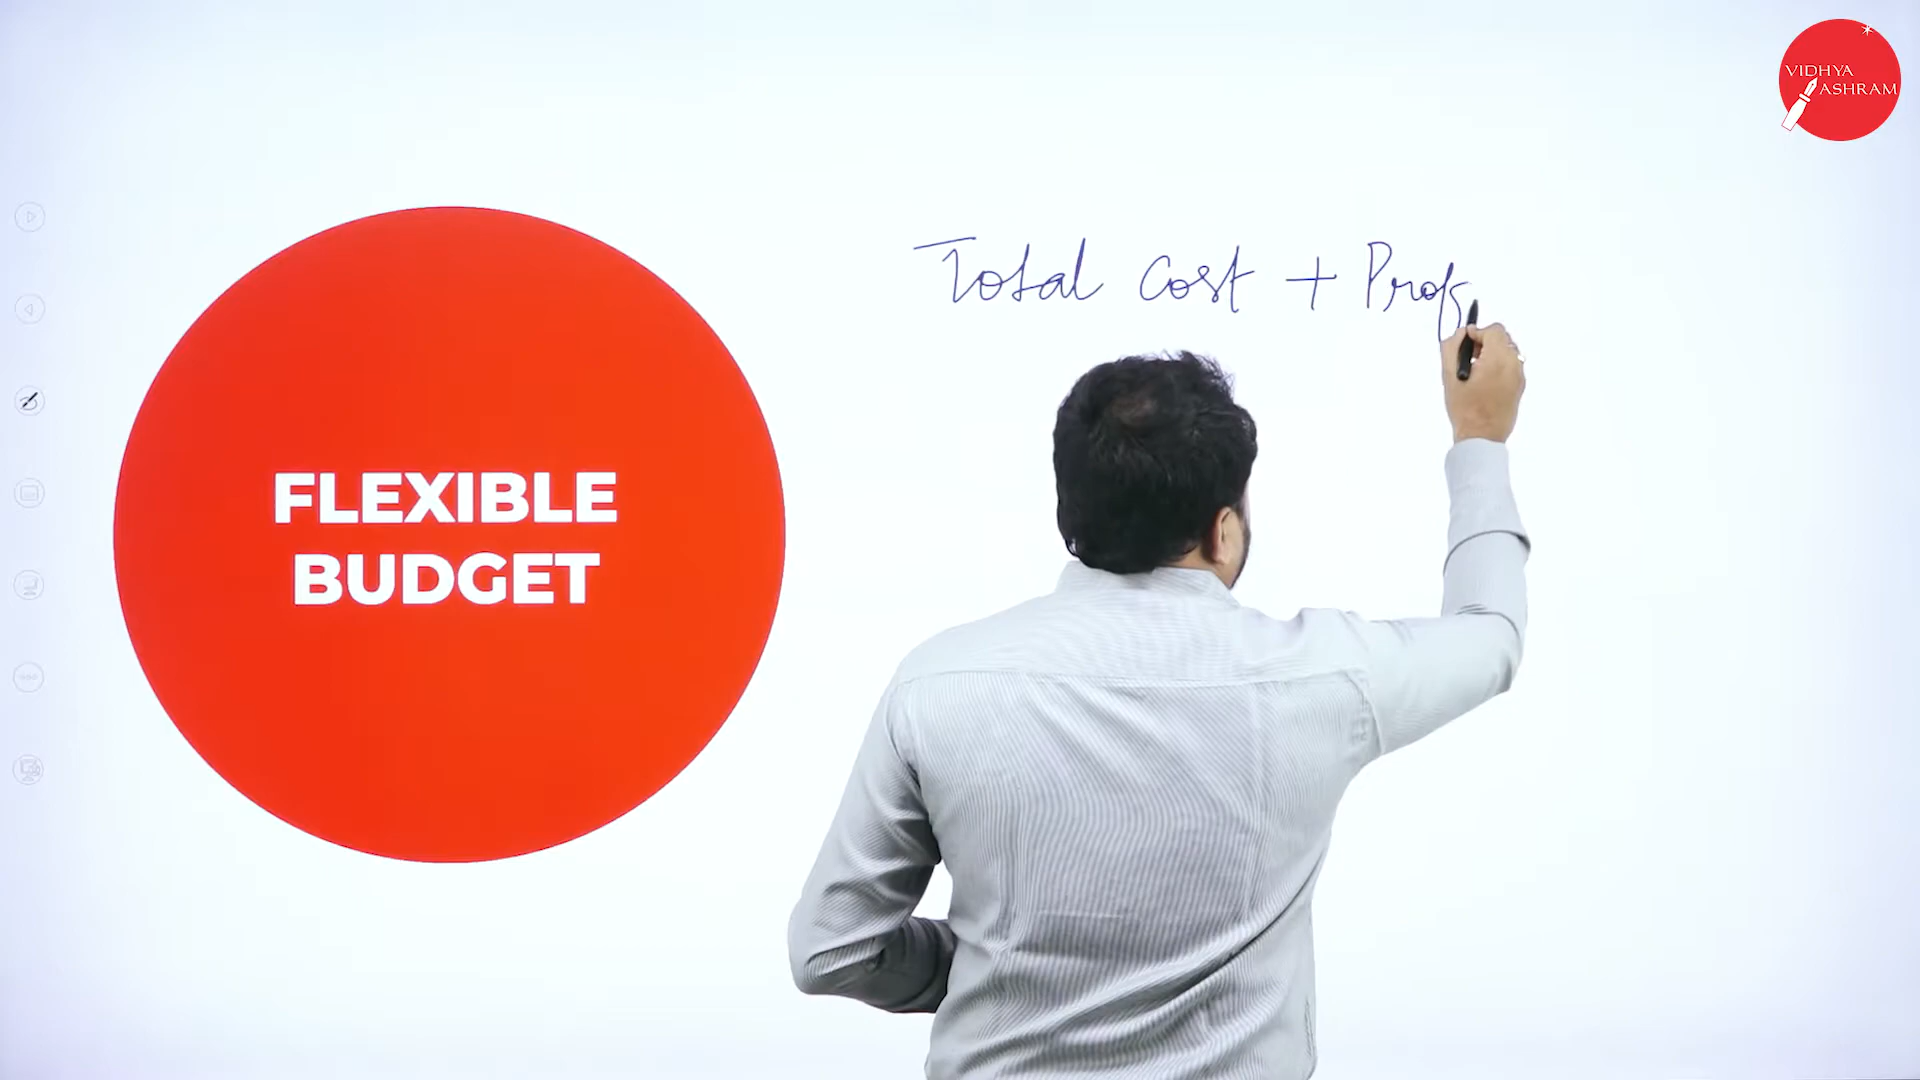 VIDHYA
ASHRAM
Total Cost + Prof
FLEXIBLE
BUDGET